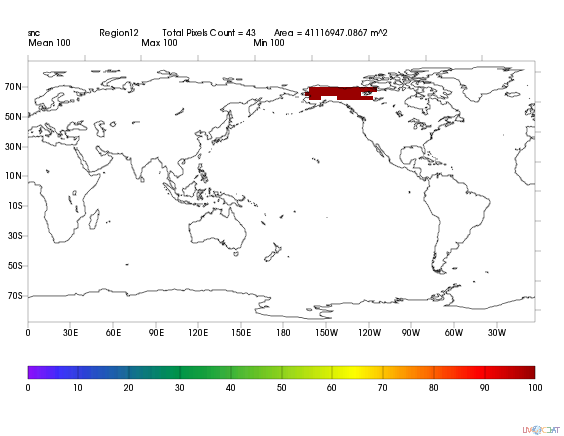 snc Region12 Total Pixels Count = 43 Area = 41116947.0867 m^2
Mean 100 Max 100 Min 100
70N
50N
30N
10N
10S
30S
50S
70S
0 30E 60E 90E 120E 150E 180 150W 120W 90W 60W 30W
0 10 20 30 40 50 60 70 80 90 100